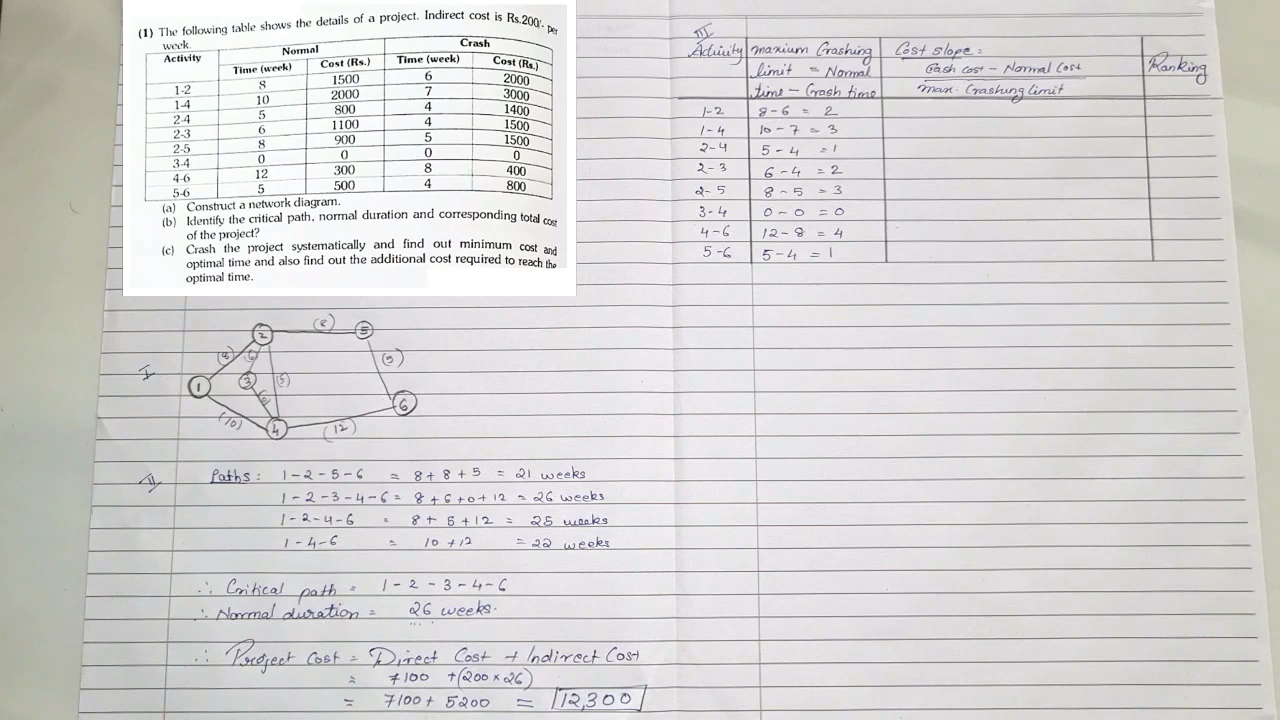 (1) The following table shows the details of a project. Indirect cost is Rs.200/- per
week.
Activity Normal Crash
Time (week) Cost (Rs.) Time (week) Cost (Rs.)
1-2 8 1500 6 2000
1-4 10 2000 7 3000
2-4 5 800 4 1400
2-3 6 1100 4 1500
2-5 8 900 5 1500
3-4 0 0 0 0
4-6 12 300 8 400
5-6 5 500 4 800
(a) Construct a network diagram.
(b) Identify the critical path, normal duration and corresponding total cost
of the project?
(c) Crash the project systematically and find out minimum cost and
optimal time and also find out the additional cost required to reach the
optimal time.
I
1 2 3 4 5 6
(8) (8) (6) (5) (0) (5) (10) (12)
II Paths: 1-2-5-6 = 8+8+5 = 21 weeks
1-2-3-4-6 = 8+6+0+12 = 26 weeks
1-2-4-6 = 8+5+12 = 25 weeks
1-4-6 = 10+12 = 22 weeks
∴ Critical path = 1-2-3-4-6
∴ Normal duration = 26 weeks.
∴ Project Cost = Direct Cost + Indirect Cost
= 7100 +(200×26)
= 7100+ 5200 = 12,300
III
Activity maxium Crashing limit = Normal time - Crash time Cost slope = Cash cost - Normal Cost max. Crashung limit Ranking
1-2 8-6 = 2
1-4 10-7 = 3
2-4 5-4 =1
2-3 6-4 =2
2-5 8-5 =3
3-4 0-0 =0
4-6 12-8 =4
5-6 5-4 =1